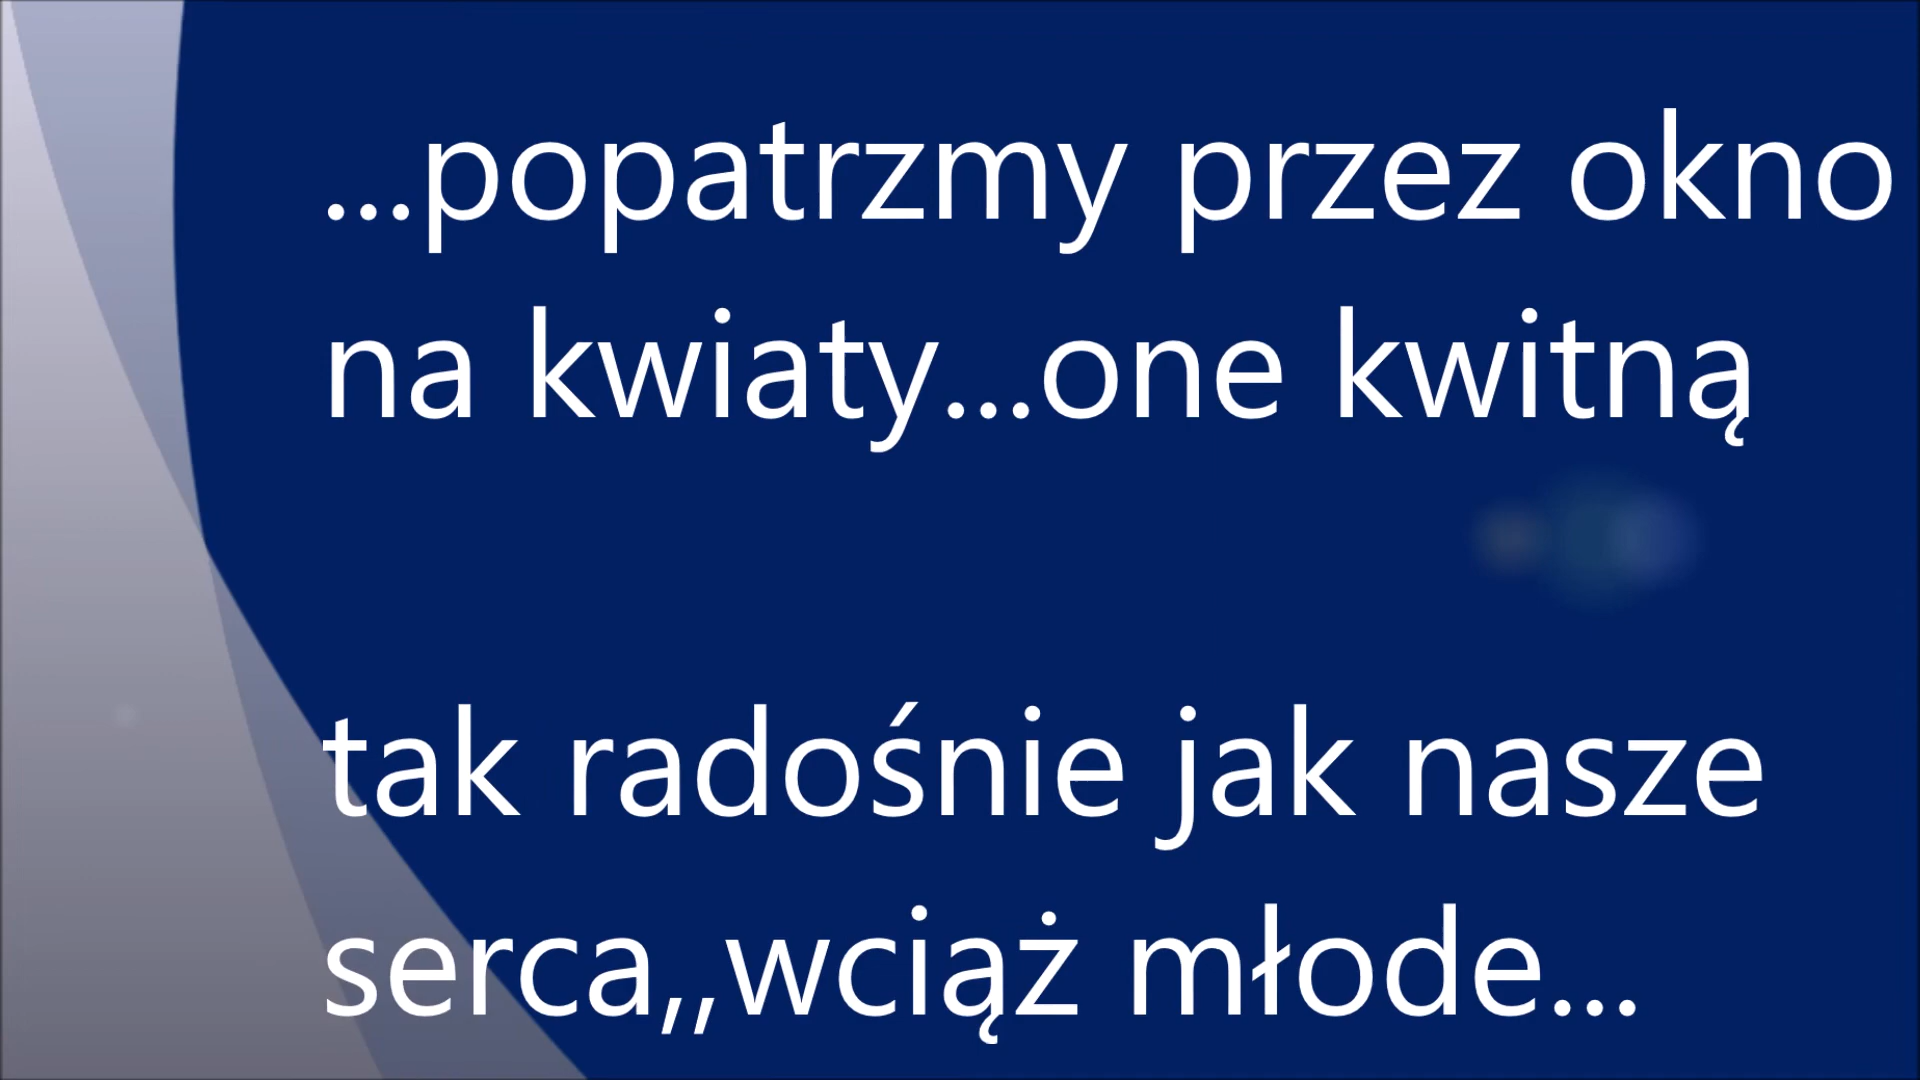 ...popatrzmy przez okno
na kwiaty...one kwitną
tak radośnie jak nasze
serca,,wciąż młode...